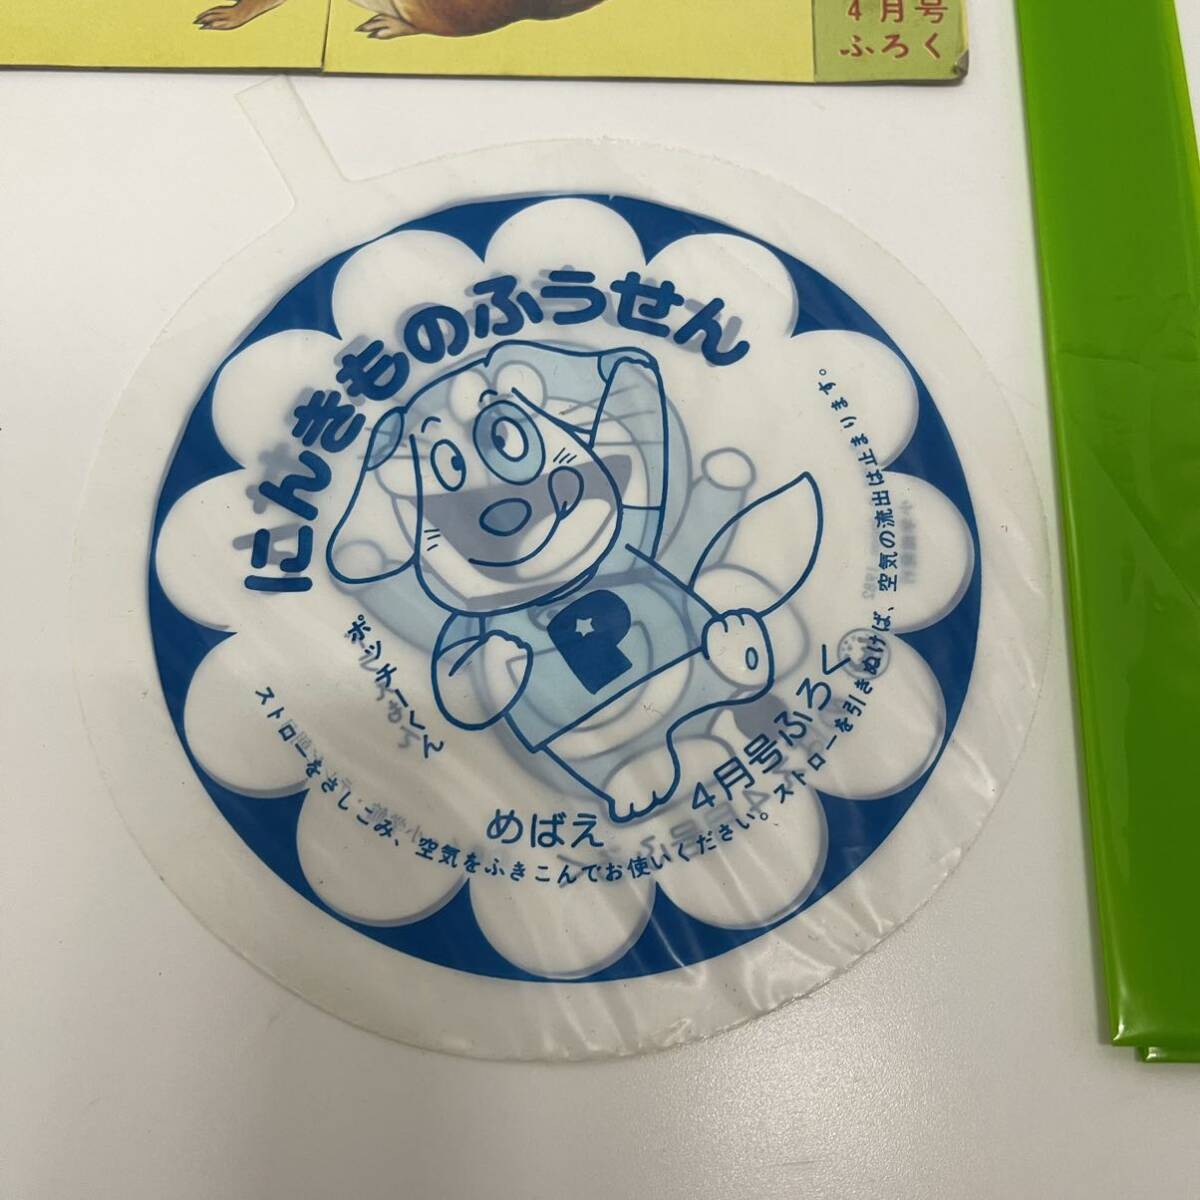 4月号
ふろく
にんきものふうせん
ポッチーくん
めばえ
4月号ふろく
ストローをさしこみ、空気をふきこんでお使いください。ストローを引きぬけば、空気の流出は止まります。